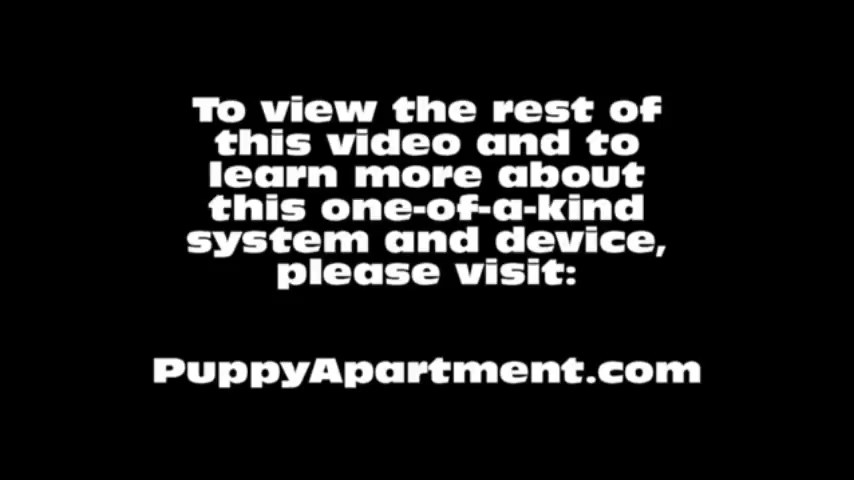 To view the rest of
this video and to
learn more about
this one-of-a-kind
system and device,
please visit:
PuppyApartment.com